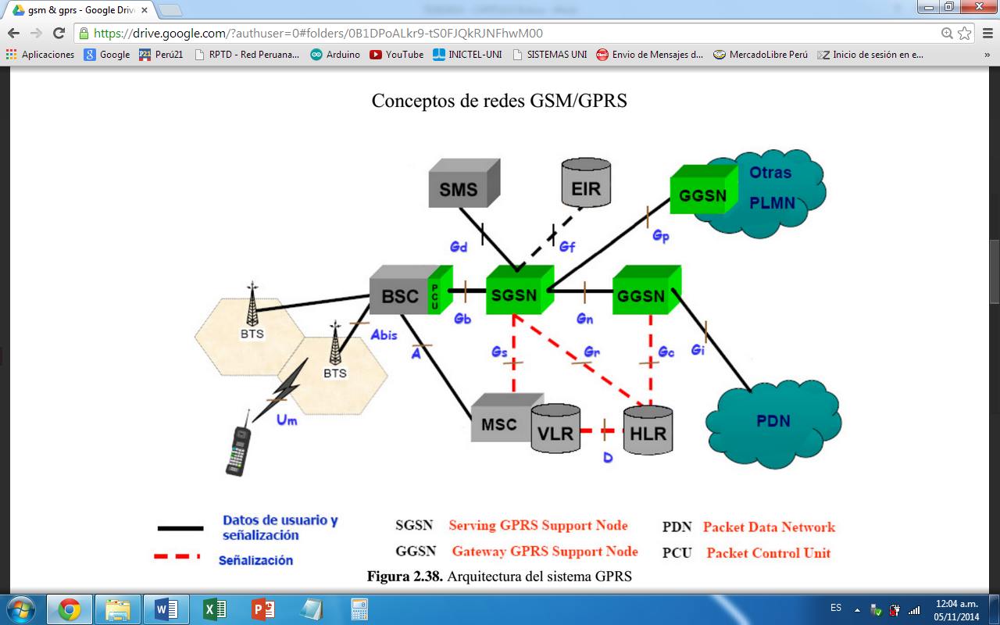 gsm & gprs - Google Driv
https://drive.google.com/?authuser=0#folders/0B1DPoALkr9-tS0FJQkRJNFhwM00
Aplicaciones Google Perú21 RPTD - Red Peruana... Arduino YouTube INICTEL-UNI SISTEMAS UNI Envio de Mensajes d... MercadoLibre Perú Inicio de sesión en e... »
Conceptos de redes GSM/GPRS
SMS
EIR
GGSN
Otras
PLMN
Gd
Gf
Gp
BSC
PCU
SGSN
GGSN
Gb
Gn
BTS
BTS
Abis
A
Gs
Gr
Gc
Gi
Um
MSC
VLR
HLR
D
PDN
Datos de usuario y
señalización
Señalización
SGSN Serving GPRS Support Node
PDN Packet Data Network
GGSN Gateway GPRS Support Node
PCU Packet Control Unit
Figura 2.38. Arquitectura del sistema GPRS
ES
12:04 a.m.
05/11/2014